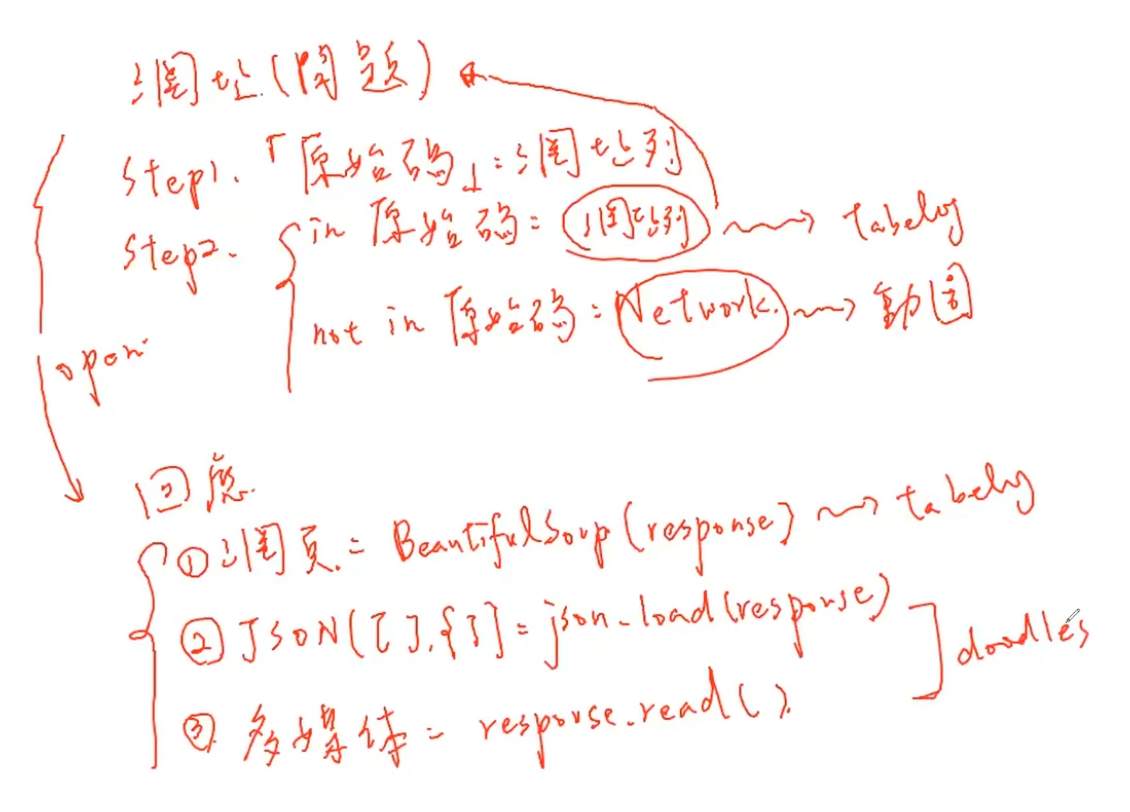 網址(問題)
step1. 「原始碼」: 網址列
step2. in 原始碼: 網址列 → tabelog
not in 原始碼: Network. → 動圖
open
回應
① 網頁 = BeautifulSoup(response) → tabelog
② JSON([ ], { }) = json.load(response)
③ 多媒体 = response.read().
doodles